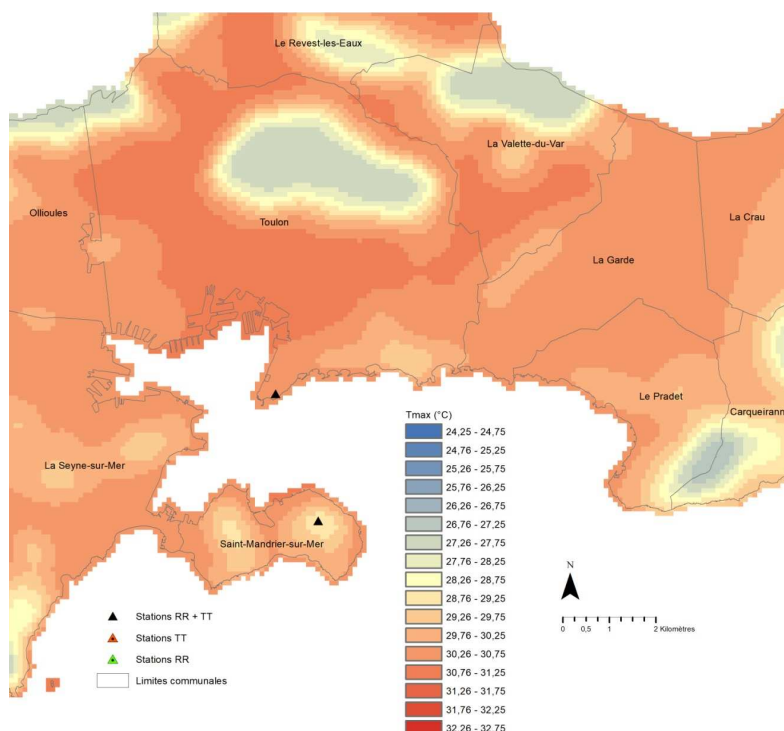 Le Revest-les-Eaux
La Valette-du-Var
Ollioules
Toulon
La Crau
La Garde
Le Pradet
Carqueirann
La Seyne-sur-Mer
Saint-Mandrier-sur-Mer
Tmax (°C)
24,25 - 24,75
24,76 - 25,25
25,26 - 25,75
25,76 - 26,25
26,26 - 26,75
26,76 - 27,25
27,26 - 27,75
27,76 - 28,25
28,26 - 28,75
28,76 - 29,25
29,26 - 29,75
29,76 - 30,25
30,26 - 30,75
30,76 - 31,25
31,26 - 31,75
31,76 - 32,25
32,26 - 32,75
Stations RR + TT
Stations TT
Stations RR
Limites communales
N
0 0,5 1 2 Kilomètres